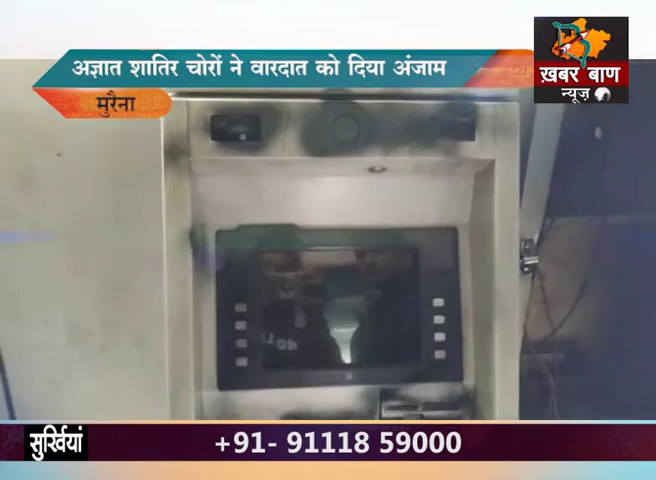 अज्ञात शातिर चोरों ने वारदात को दिया अंजाम
मुरैना
ख़बर बाण
न्यूज़
सुर्खियां
+91- 91118 59000